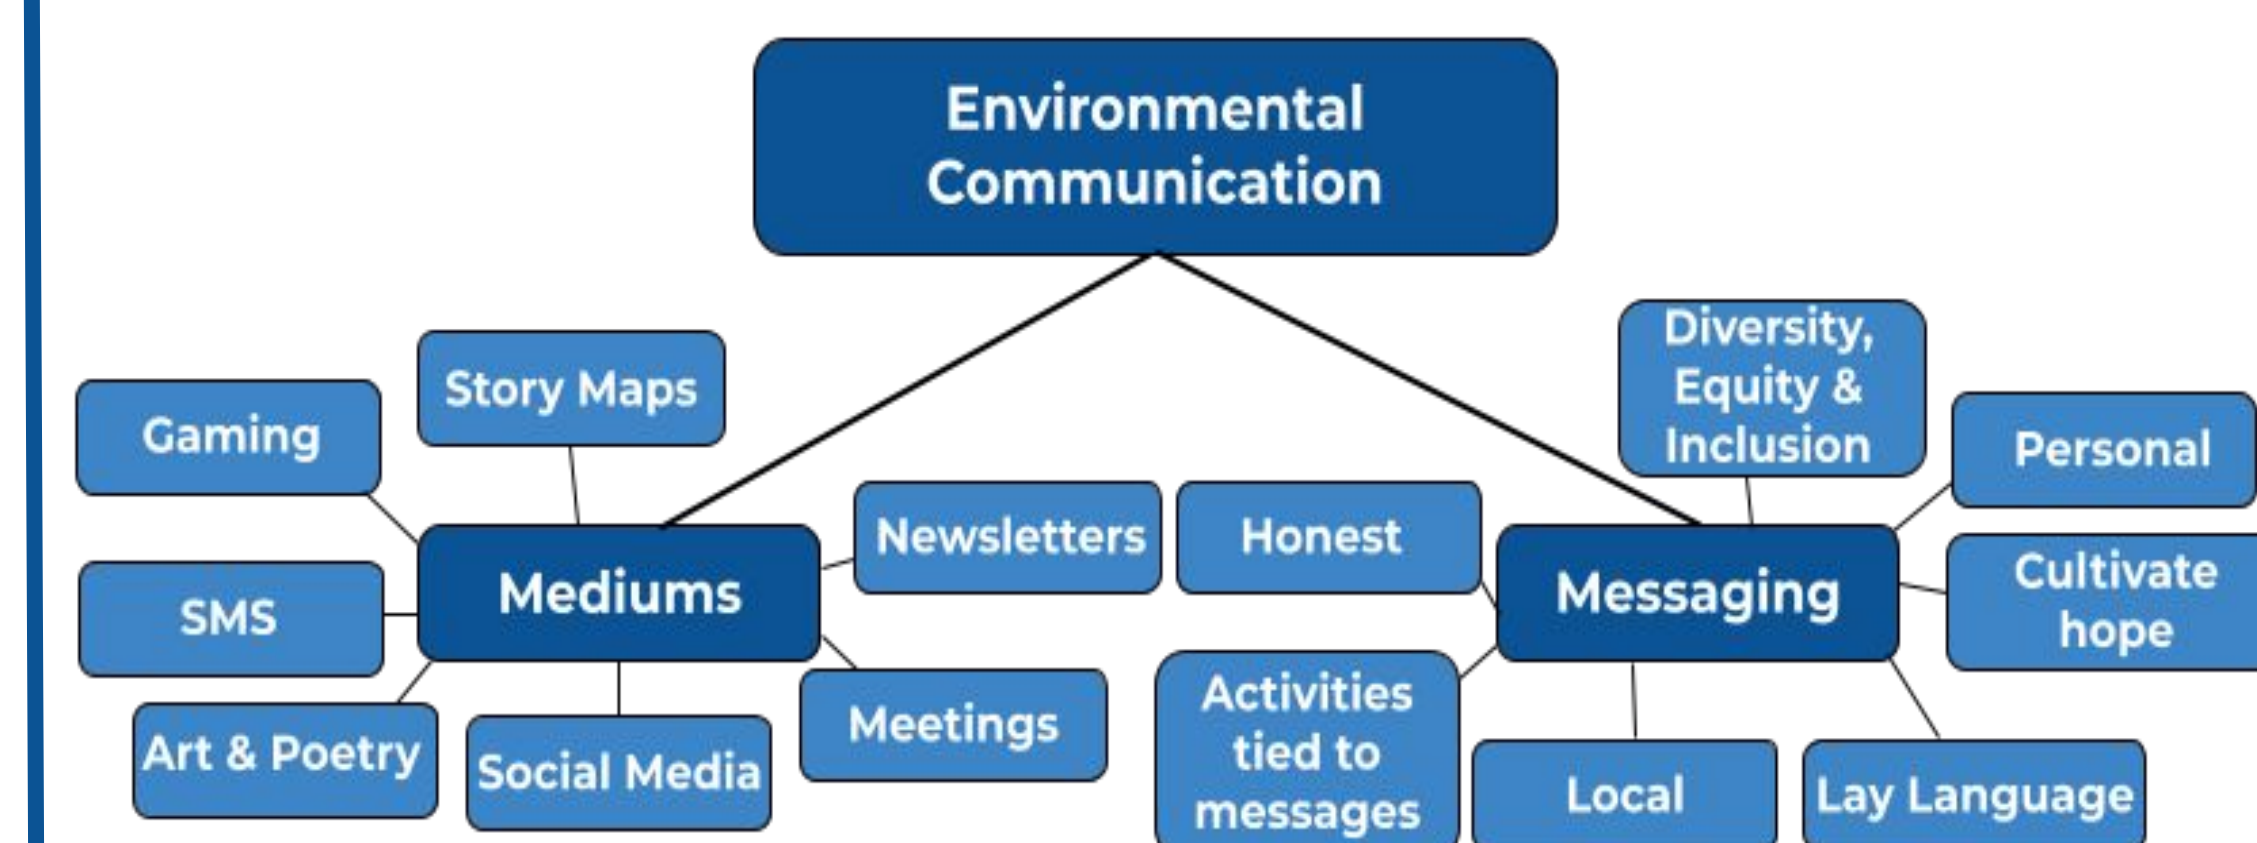 Environmental
Communication
Story Maps
Gaming
Newsletters
Mediums
SMS
Art & Poetry
Social Media
Meetings
Diversity,
Equity &
Inclusion
Personal
Honest
Messaging
Cultivate
hope
Activities
tied to
messages
Local
Lay Language